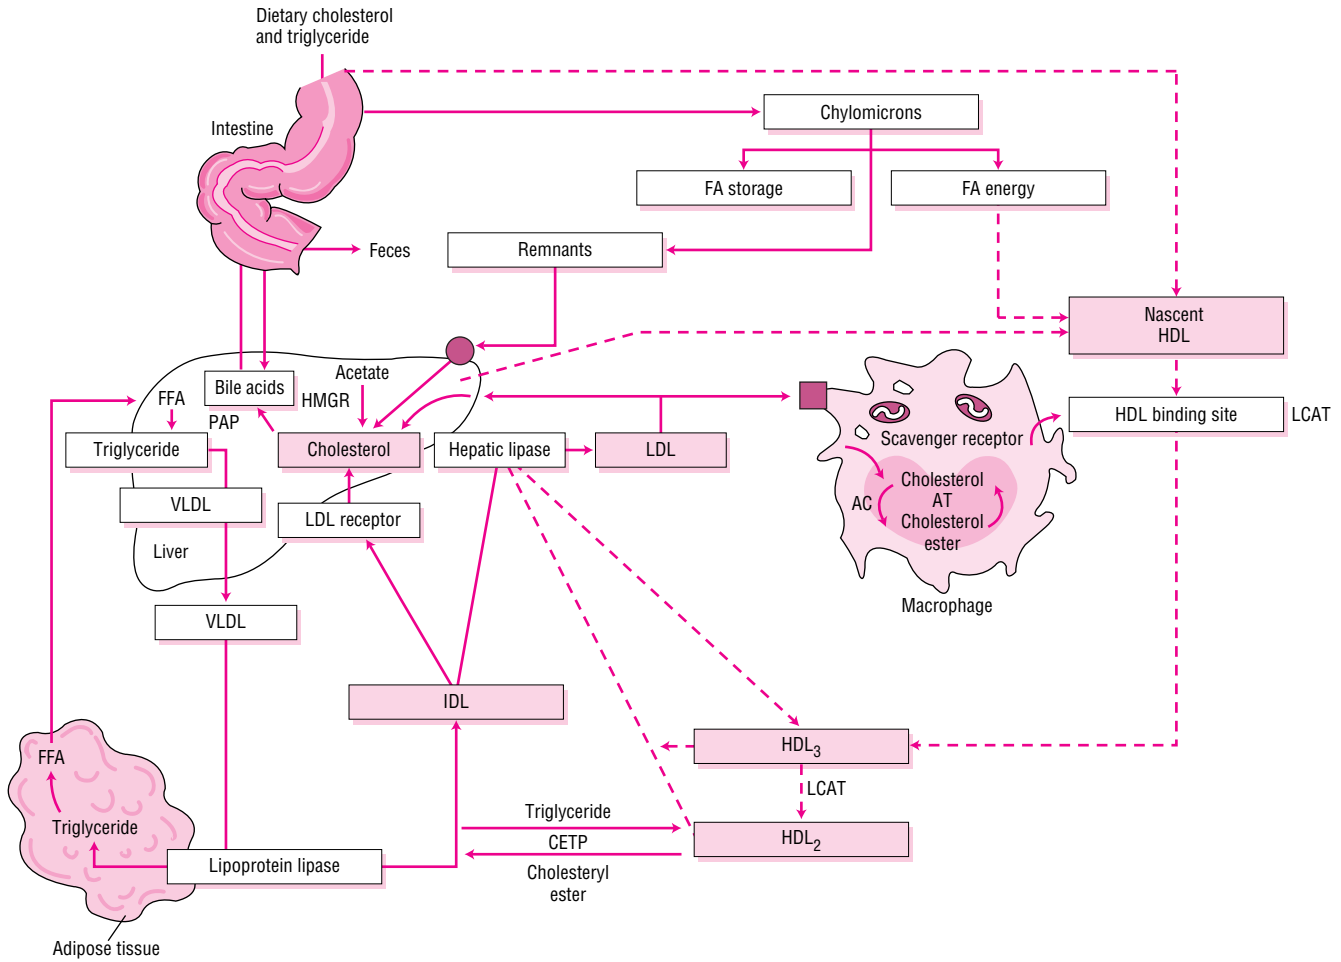 Dietary cholesterol
and triglyceride
Intestine
Chylomicrons
FA storage
FA energy
Feces
Remnants
Nascent
HDL
Acetate
FFA
Bile acids
HMGR
PAP
HDL binding site
LCAT
Triglyceride
Cholesterol
Hepatic lipase
LDL
Scavenger receptor
VLDL
LDL receptor
Cholesterol
AC
AT
Cholesterol
ester
Liver
Macrophage
VLDL
IDL
HDL3
FFA
LCAT
Triglyceride
Triglyceride
CETP
HDL2
Lipoprotein lipase
Cholesteryl
ester
Adipose tissue